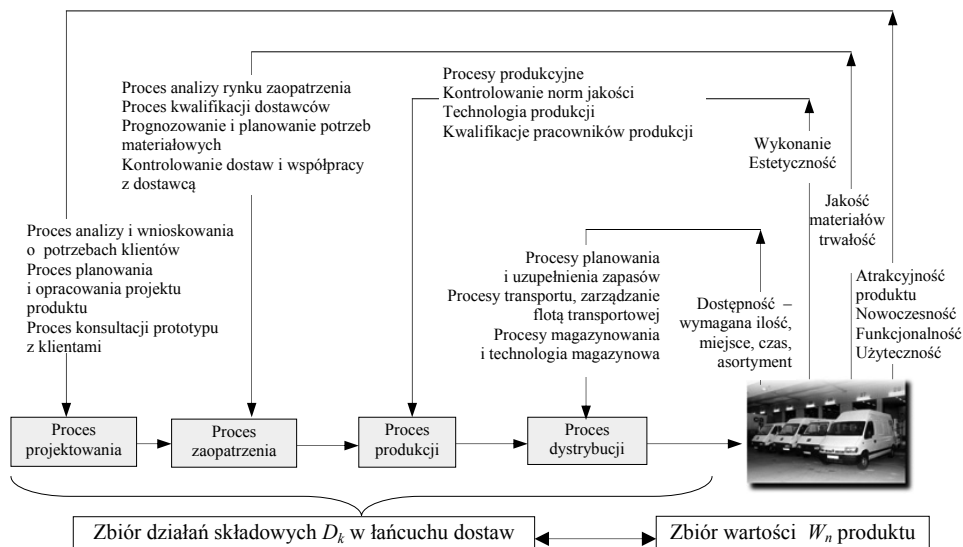 Proces analizy rynku zaopatrzenia
Proces kwalifikacji dostawców
Prognozowanie i planowanie potrzeb
materiałowych
Kontrolowanie dostaw i współpracy
z dostawcą
Procesy produkcyjne
Kontrolowanie norm jakości
Technologia produkcji
Kwalifikacje pracowników produkcji
Wykonanie
Estetyczność
Jakość
materiałów
trwałość
Proces analizy i wnioskowania
o potrzebach klientów
Proces planowania
i opracowania projektu
produktu
Proces konsultacji prototypu
z klientami
Procesy planowania
i uzupełnienia zapasów
Procesy transportu, zarządzanie
flotą transportowej
Procesy magazynowania
i technologia magazynowa
Dostępność –
wymagana ilość,
miejsce, czas,
asortyment
Atrakcyjność
produktu
Nowoczesność
Funkcjonalność
Użyteczność
Proces
projektowania
Proces
zaopatrzenia
Proces
produkcji
Proces
dystrybucji
Zbiór działań składowych Dk w łańcuchu dostaw
Zbiór wartości Wn produktu